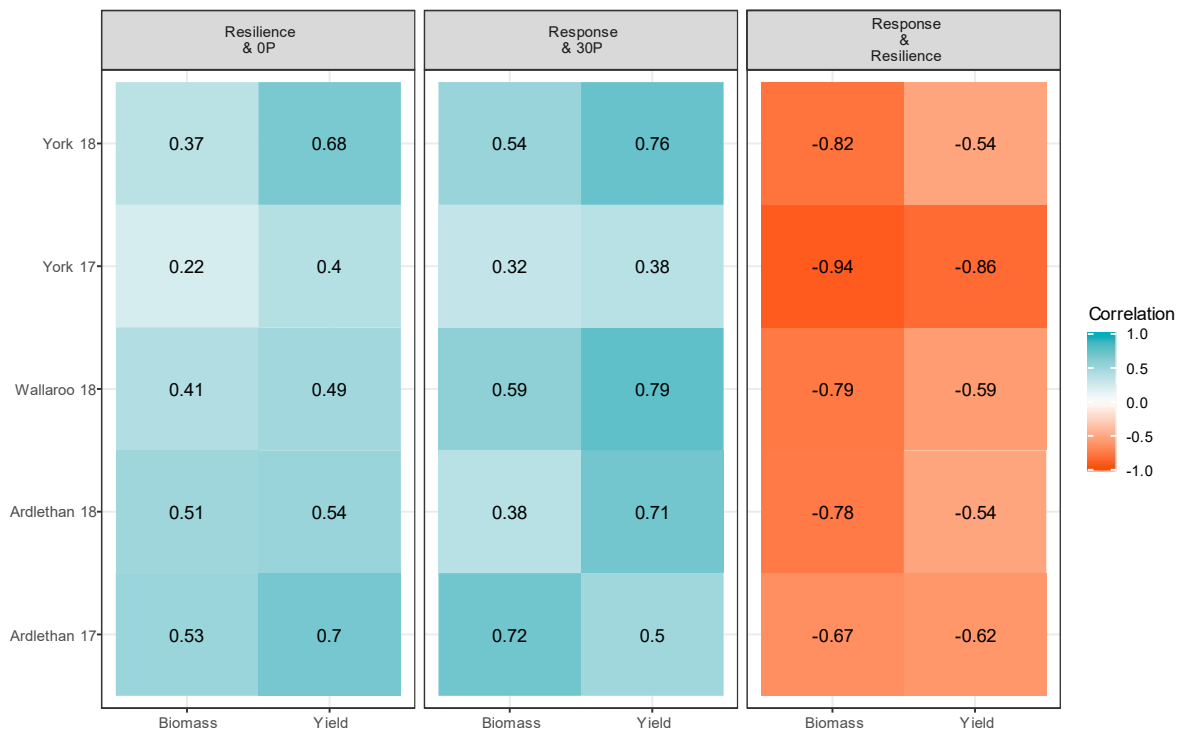 Resilience
& 0P
Response
& 30P
Response
&
Resilience
York 18
0.37
0.68
0.54
0.76
-0.82
-0.54
York 17
0.22
0.4
0.32
0.38
-0.94
-0.86
Wallaroo 18
0.41
0.49
0.59
0.79
-0.79
-0.59
Ardlethan 18
0.51
0.54
0.38
0.71
-0.78
-0.54
Ardlethan 17
0.53
0.7
0.72
0.5
-0.67
-0.62
Biomass
Yield
Biomass
Yield
Biomass
Yield
Correlation
1.0
0.5
0.0
-0.5
-1.0